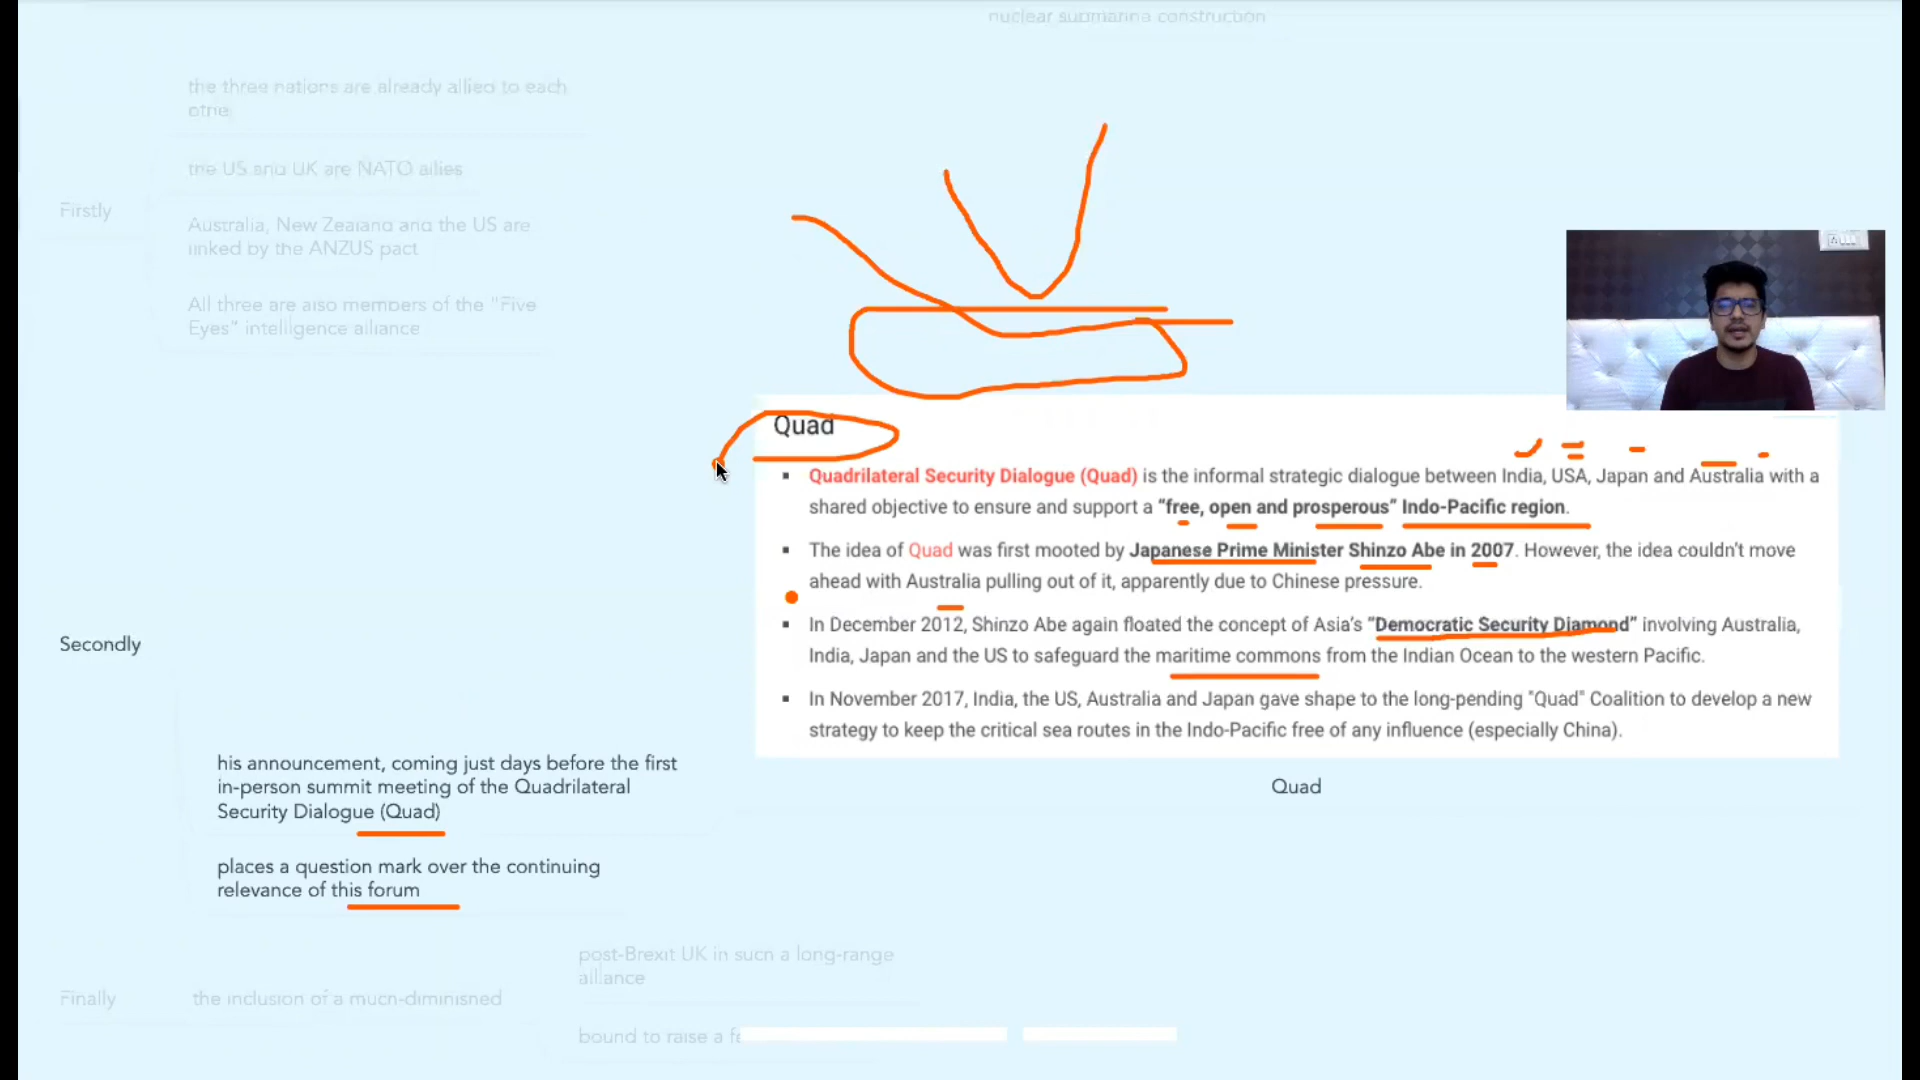 nuclear submarina construction
the three nations are already allied to each
otrie
the US and UK are NATO allies
Firstly
Australia, New Zealand and the US are
linked by the ANZUS pact
All three are also members of the "Five
Eyes" intelligence alliance
Quad
▪ Quadrilateral Security Dialogue (Quad) is the informal strategic dialogue between India, USA, Japan and Australia with a
shared objective to ensure and support a “free, open and prosperous” Indo-Pacific region.
▪ The idea of Quad was first mooted by Japanese Prime Minister Shinzo Abe in 2007. However, the idea couldn’t move
ahead with Australia pulling out of it, apparently due to Chinese pressure.
▪ In December 2012, Shinzo Abe again floated the concept of Asia’s “Democratic Security Diamond” involving Australia,
India, Japan and the US to safeguard the maritime commons from the Indian Ocean to the western Pacific.
▪ In November 2017, India, the US, Australia and Japan gave shape to the long-pending "Quad" Coalition to develop a new
strategy to keep the critical sea routes in the Indo-Pacific free of any influence (especially China).
Quad
Secondly
his announcement, coming just days before the first
in-person summit meeting of the Quadrilateral
Security Dialogue (Quad)
places a question mark over the continuing
relevance of this forum
Finally
the inclusion of a much-diminished
post-Brexit UK in such a long-range
alliance
bound to raise a